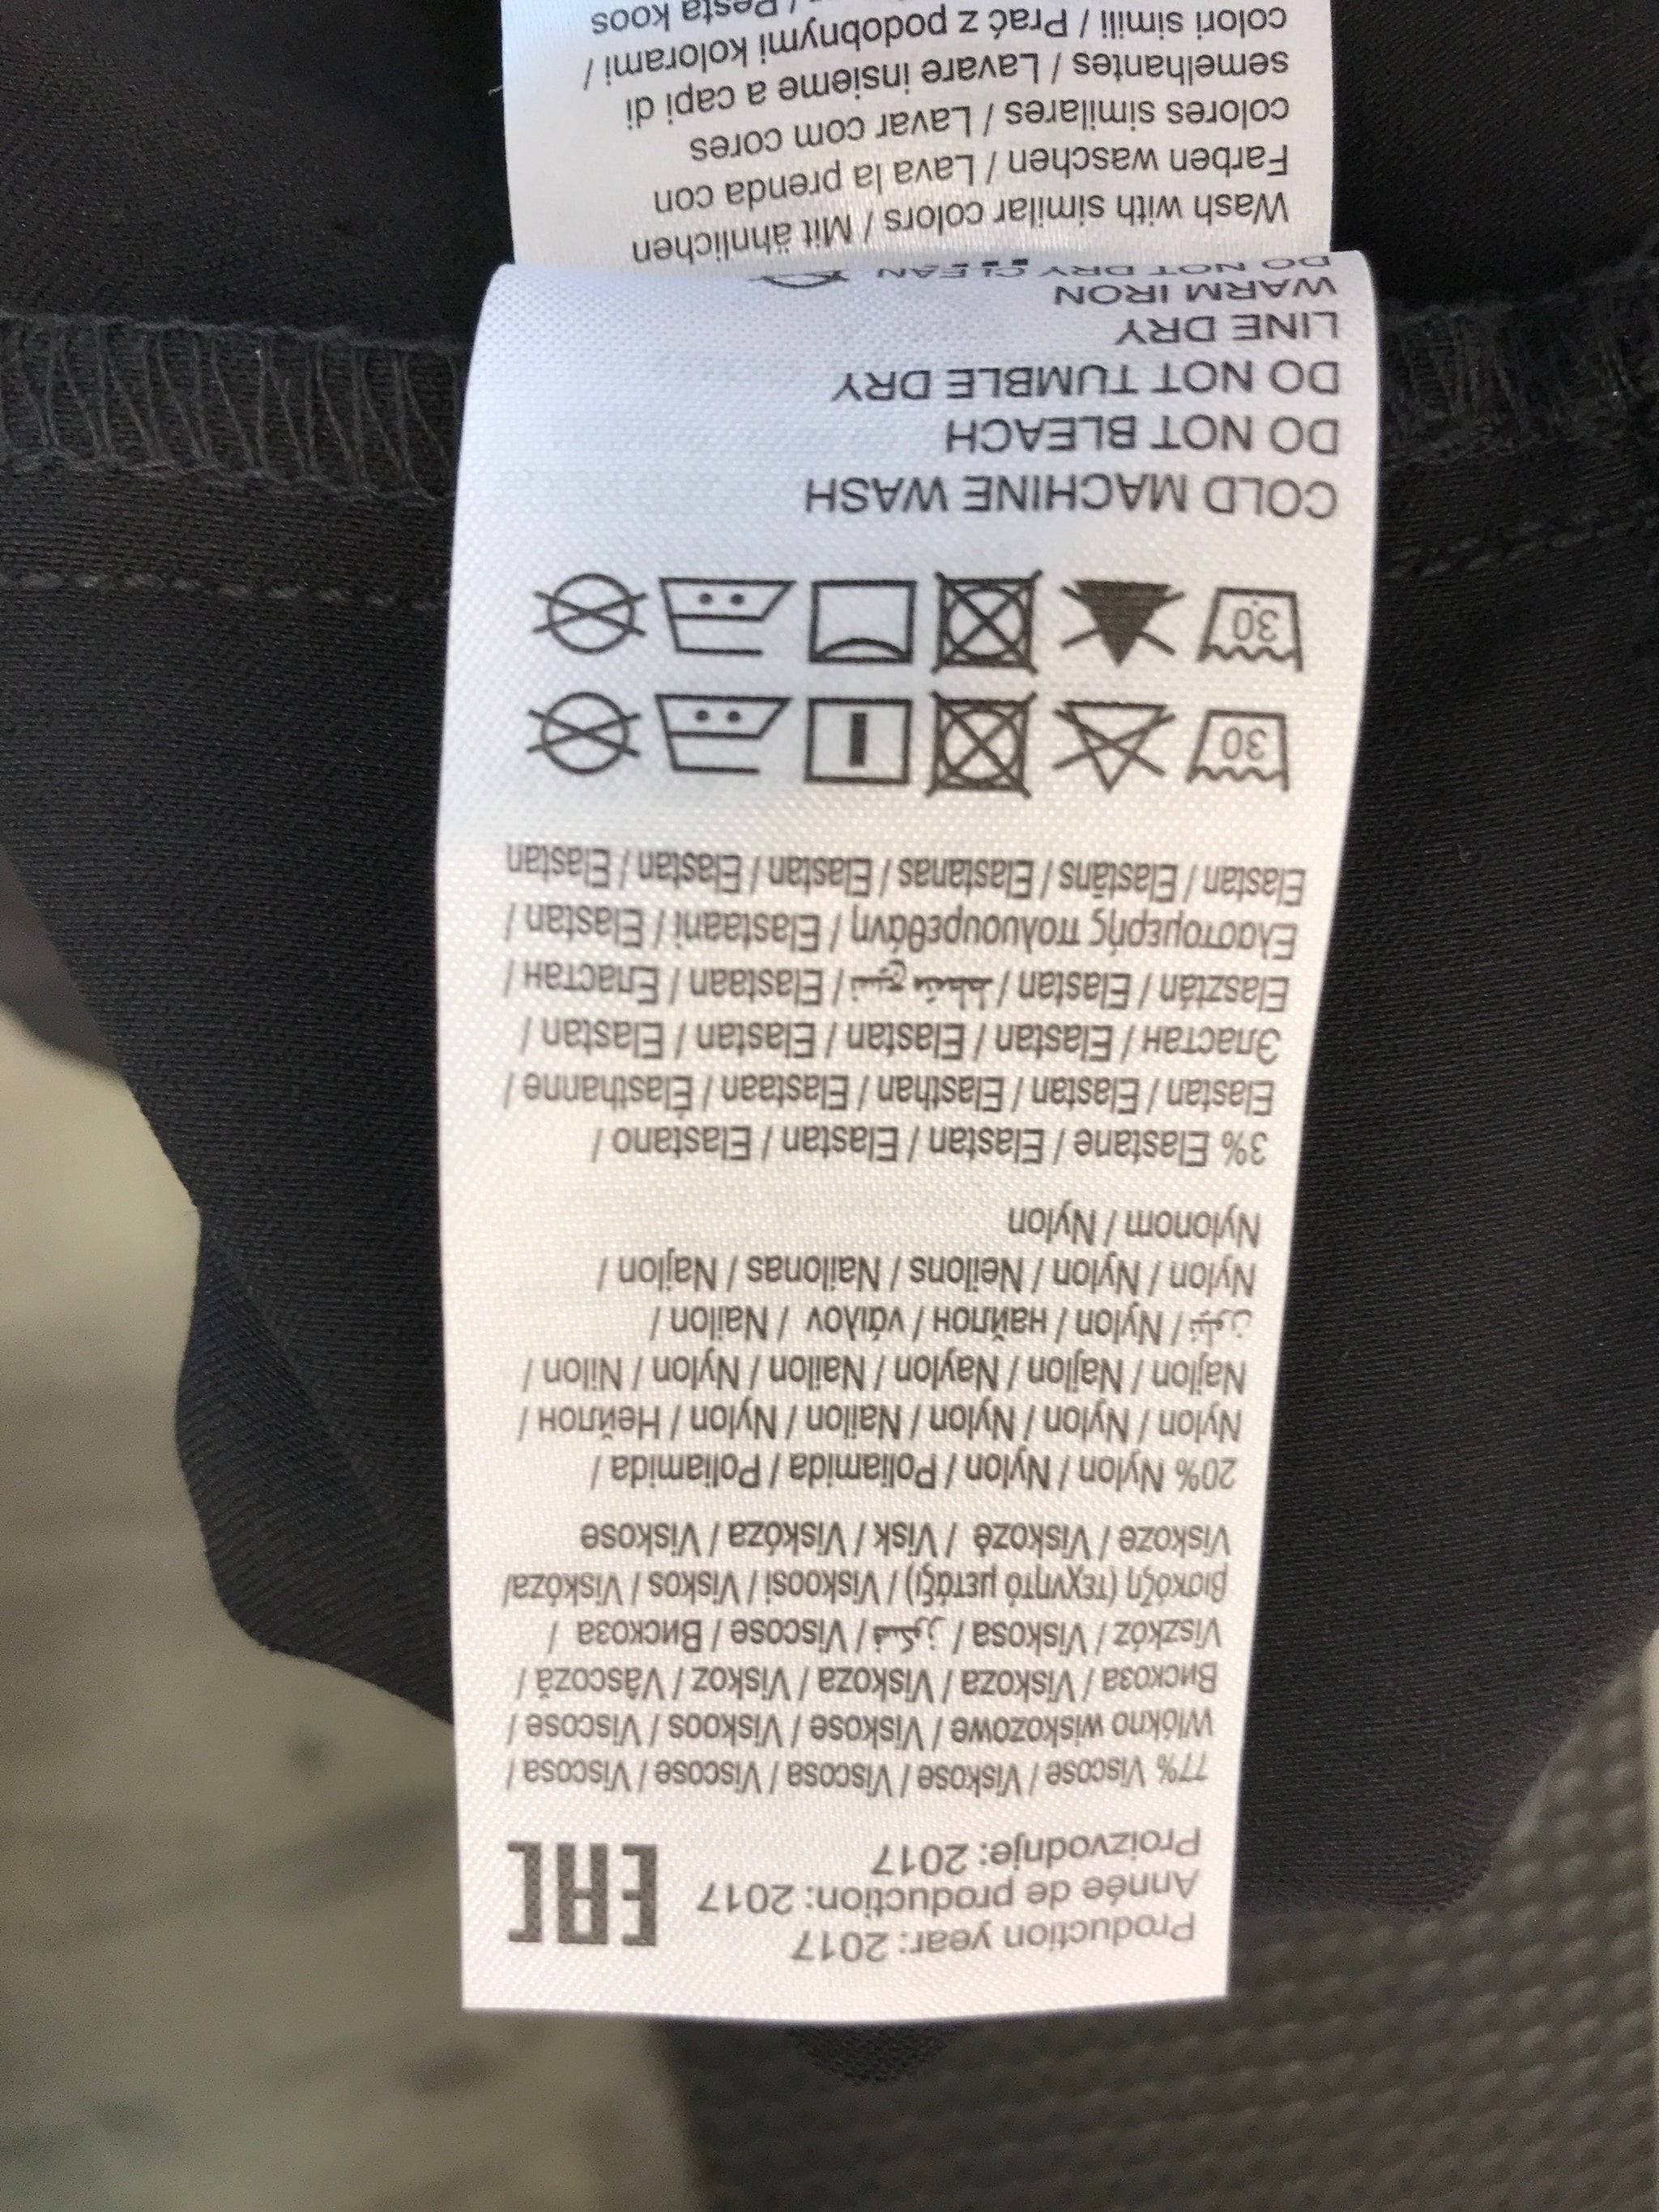 Production year: 2017
Année de production: 2017
Proizvodnje: 2017
EAC
77% Viscose / Viskose / Viscosa / Viscose / Viscosa /
Włókno wiskozowe / Viskose / Viskoos / Viscose /
Вискоза / Viskoza / Viskoza / Viskoz / Vâscoză /
Viszkóz / Viskosa / فسكوز / Viscose / Вискоза /
βισκόζη (τεχνητό μετάξι) / Viskoosi / Viskos / Viskóza/
Viskoze / Viskozė / Visk / Viskóza / Viskose
20% Nylon / Nylon / Poliamida / Poliamida /
Nylon / Nylon / Nylon / Nailon / Nylon / Нейлон /
Najlon / Najlon / Naylon / Nailon / Nylon / Nilon /
نايلون / Nylon / найлон / νάιλον / Nailon /
Nylon / Nylon / Neilons / Nailonas / Najlon /
Nylonom / Nylon
3% Elastane / Elastan / Elastan / Elastano /
Elastan / Elastan / Elasthan / Elastaan / Élasthanne /
Эластан / Elastan / Elastan / Elastan / Elastan /
Elasztán / Elastan / نسيج مطاط / Elastaan / Еластан /
Ελαστομερής πολυουρεθάνη / Elastaani / Elastan /
Elastan / Elastāns / Elastanas / Elastan / Elastan / Elastan
30
30
COLD MACHINE WASH
DO NOT BLEACH
DO NOT TUMBLE DRY
LINE DRY
WARM IRON
DO NOT DRY CLEAN
Wash with similar colors / Mit ähnlichen
Farben waschen / Lava la prenda con
colores similares / Lavar com cores
semelhantes / Lavare insieme a capi di
colori simili / Prać z podobnymi kolorami /
/ Pesta koos